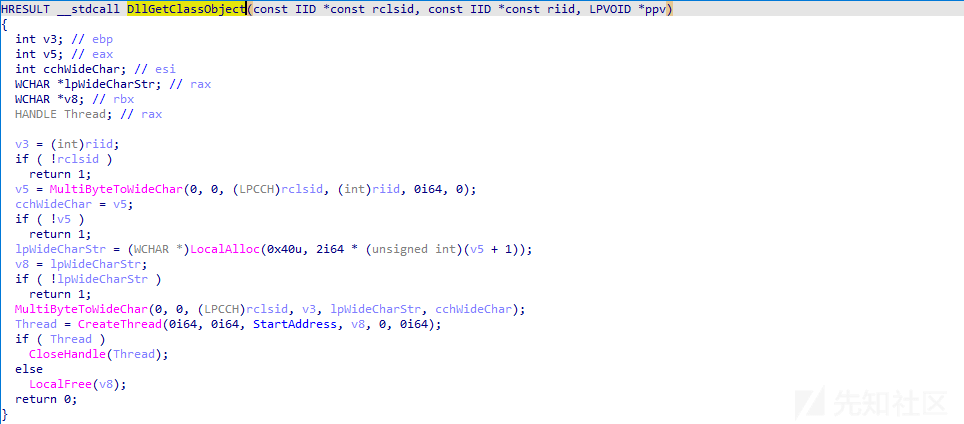 HRESULT __stdcall DllGetClassObject(const IID *const rclsid, const IID *const riid, LPVOID *ppv)
{
  int v3; // ebp
  int v5; // eax
  int cchWideChar; // esi
  WCHAR *lpWideCharStr; // rax
  WCHAR *v8; // rbx
  HANDLE Thread; // rax

  v3 = (int)riid;
  if ( !rclsid )
    return 1;
  v5 = MultiByteToWideChar(0, 0, (LPCCH)rclsid, (int)riid, 0i64, 0);
  cchWideChar = v5;
  if ( !v5 )
    return 1;
  lpWideCharStr = (WCHAR *)LocalAlloc(0x40u, 2i64 * (unsigned int)(v5 + 1));
  v8 = lpWideCharStr;
  if ( !lpWideCharStr )
    return 1;
  MultiByteToWideChar(0, 0, (LPCCH)rclsid, v3, lpWideCharStr, cchWideChar);
  Thread = CreateThread(0i64, 0i64, StartAddress, v8, 0, 0i64);
  if ( Thread )
    CloseHandle(Thread);
  else
    LocalFree(v8);
  return 0;
}
先知社区